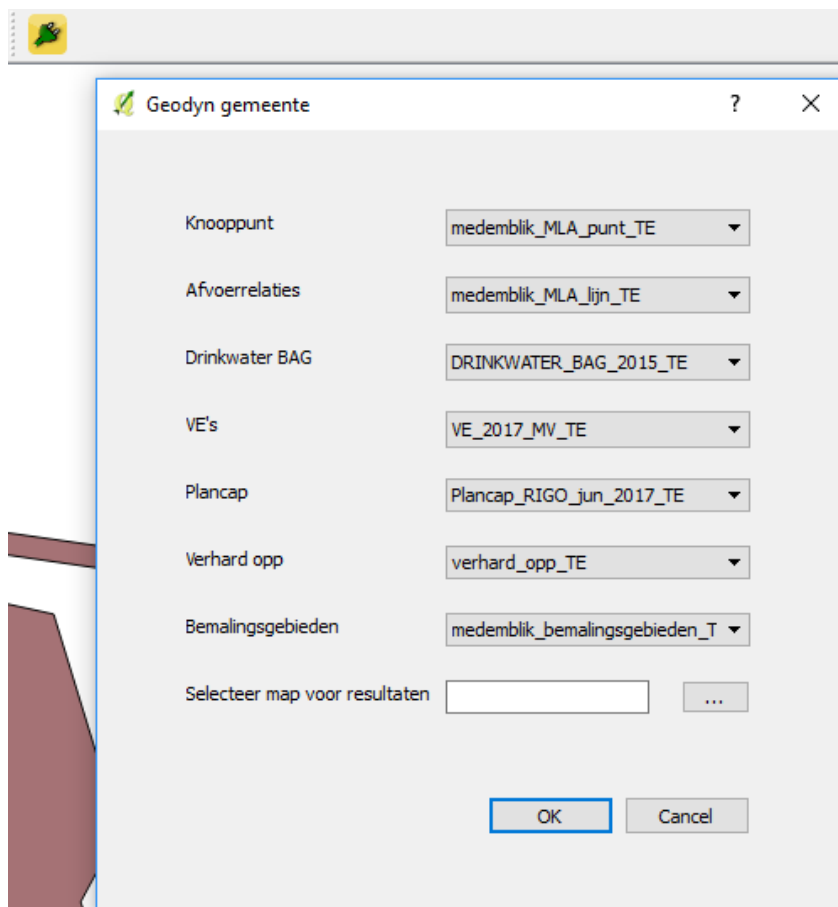 Geodyn gemeente ?
Knooppunt medemblik_MLA_punt_TE
Afvoerrelaties medemblik_MLA_lijn_TE
Drinkwater BAG DRINKWATER_BAG_2015_TE
VE's VE_2017_MV_TE
Plancap Plancap_RIGO_jun_2017_TE
Verhard opp verhard_opp_TE
Bemalingsgebieden medemblik_bemalingsgebieden_T
Selecteer map voor resultaten ...
OK Cancel